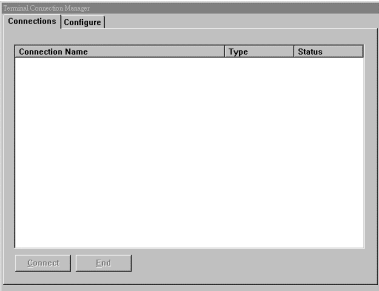 Terminal Connection Manager
Connections Configure
Connection Name Type Status
Connect End